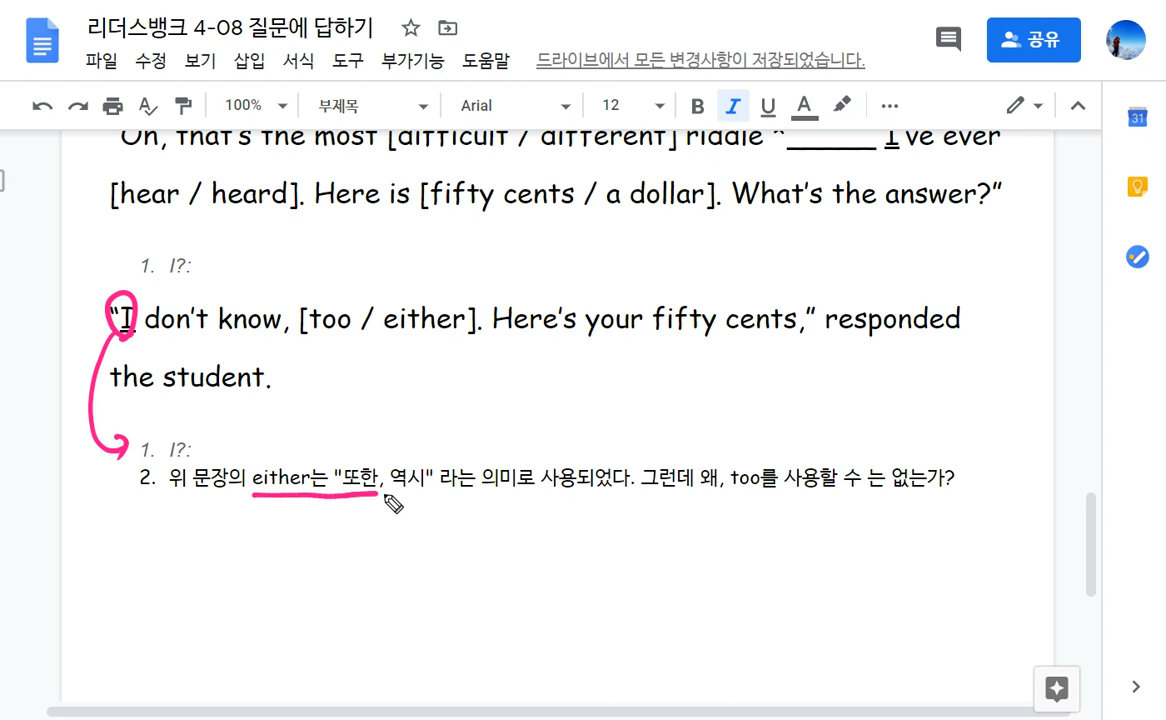 리더스뱅크 4-08 질문에 답하기
파일 수정 보기 삽입 서식 도구 부가기능 도움말 드라이브에서 모든 변경사항이 저장되었습니다.
공유
100% 부제목 Arial 12 B I U A
31
"Oh, that's the most [difficult / different] riddle *______ I've ever
[hear / heard]. Here is [fifty cents / a dollar]. What's the answer?"
1. I?:
"I don't know, [too / either]. Here's your fifty cents," responded
the student.
1. I?:
2. 위 문장의 either는 "또한, 역시" 라는 의미로 사용되었다. 그런데 왜, too를 사용할 수 는 없는가?